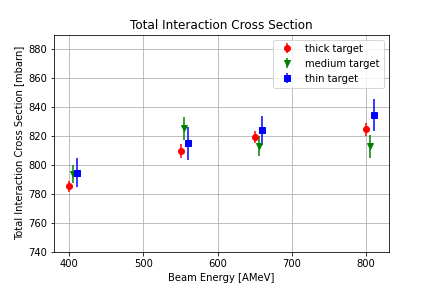 Total Interaction Cross Section
thick target
medium target
thin target
Total Interaction Cross Section [mbarn]
880
860
840
820
800
780
760
740
400
500
600
700
800
Beam Energy [AMeV]